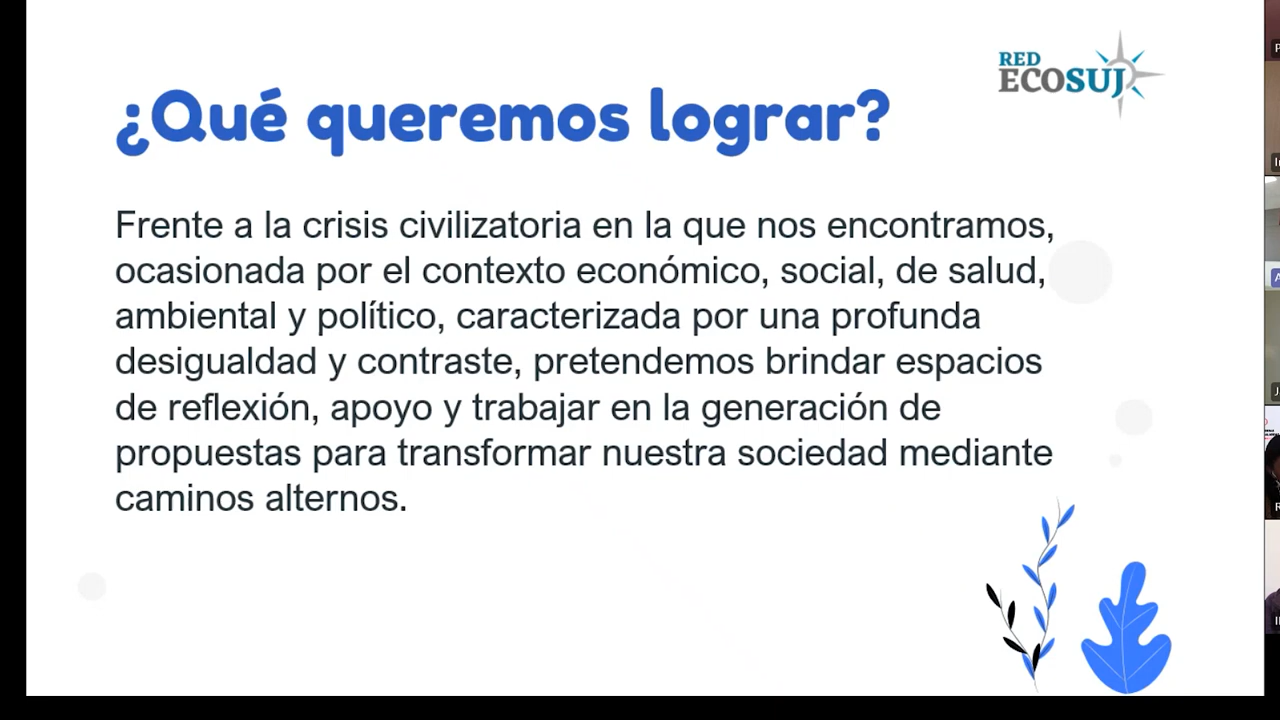 RED
ECOSUJ
¿Qué queremos lograr?
Frente a la crisis civilizatoria en la que nos encontramos,
ocasionada por el contexto económico, social, de salud,
ambiental y político, caracterizada por una profunda
desigualdad y contraste, pretendemos brindar espacios
de reflexión, apoyo y trabajar en la generación de
propuestas para transformar nuestra sociedad mediante
caminos alternos.